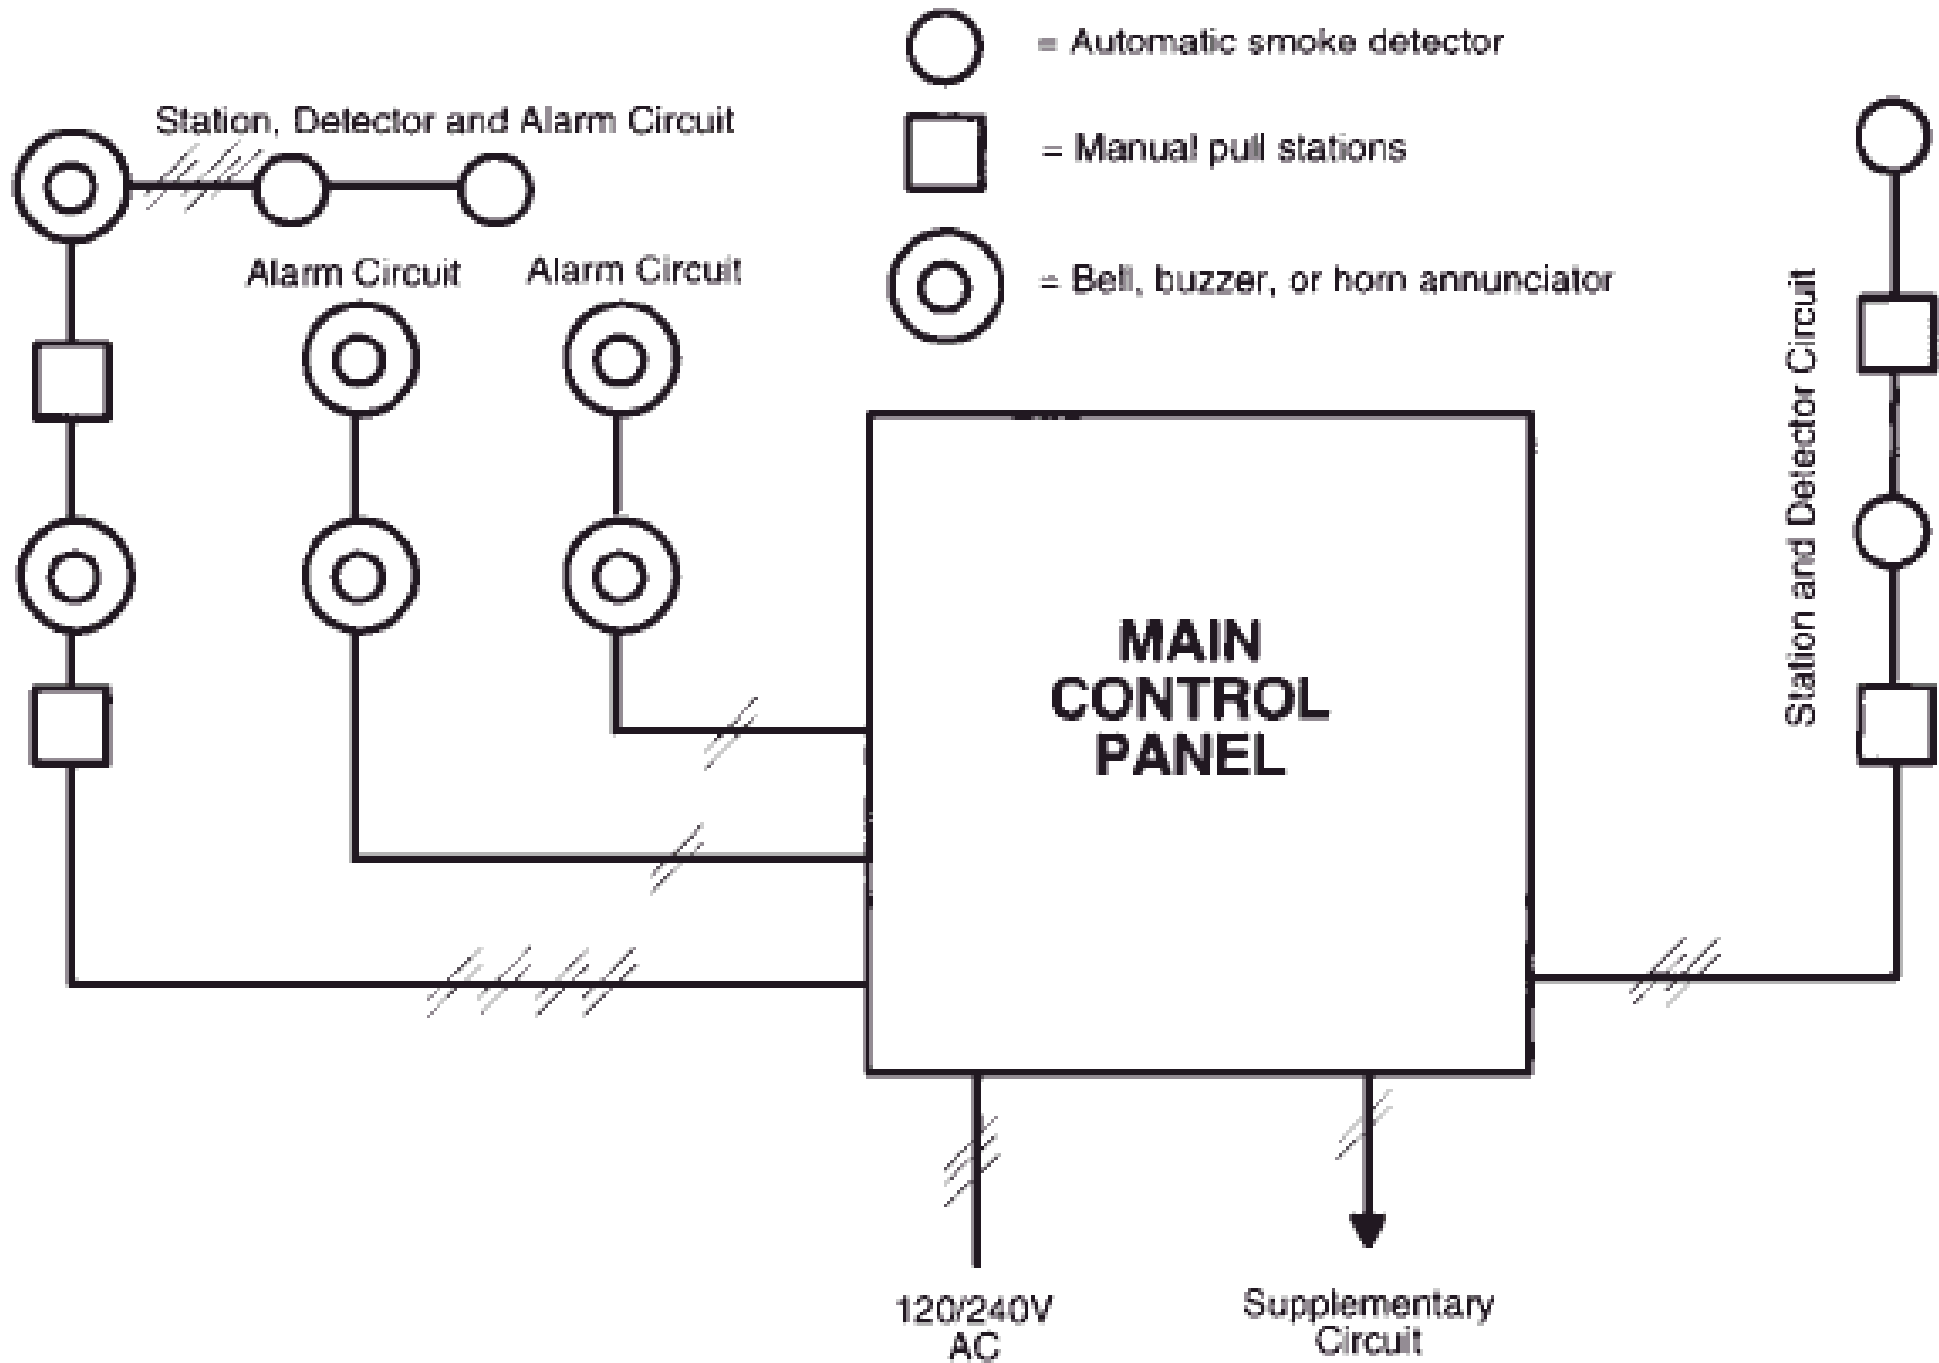 = Automatic smoke detector
Station, Detector and Alarm Circuit
= Manual pull stations
Alarm Circuit
Alarm Circuit
= Bell, buzzer, or horn annunciator
Station and Detector Circuit
MAIN
CONTROL
PANEL
120/240V
AC
Supplementary
Circuit